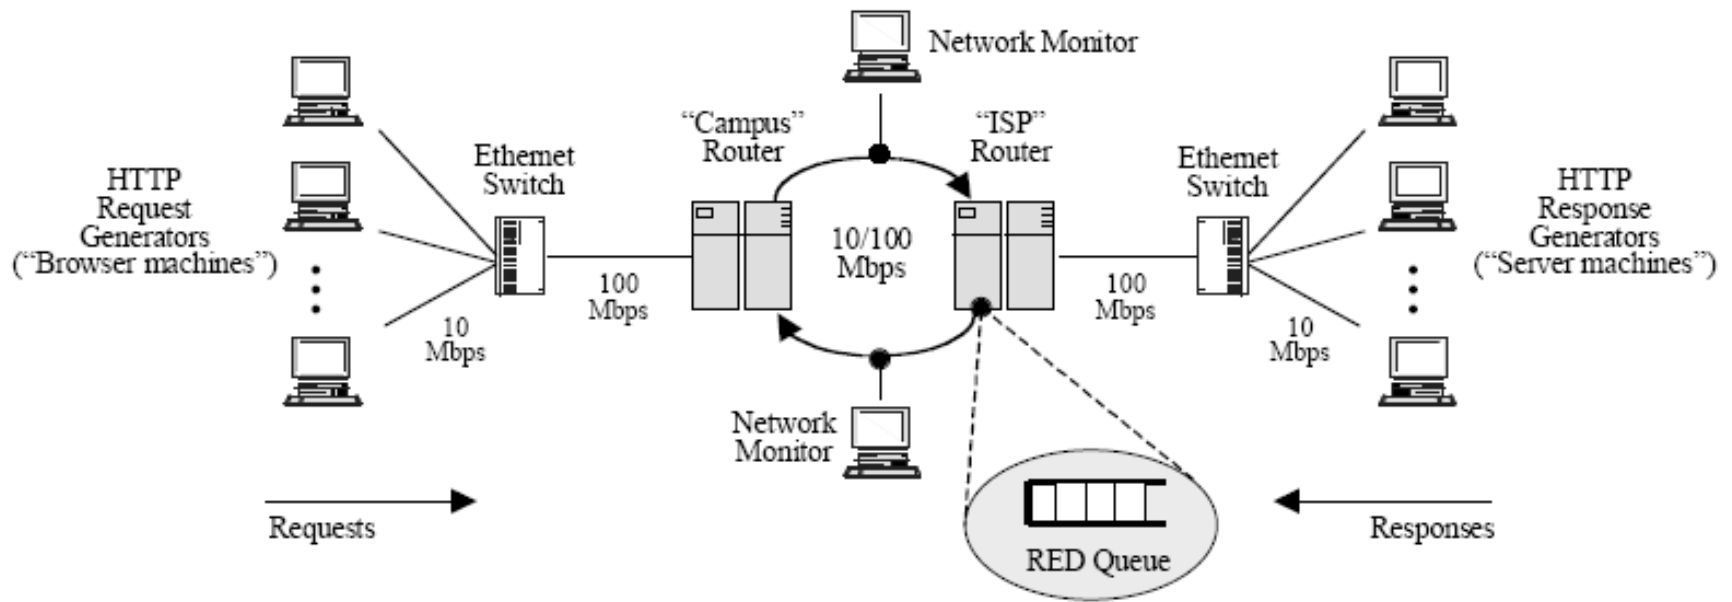 Network Monitor
"Campus"
Router
"ISP"
Router
Ethernet
Switch
Ethernet
Switch
HTTP
Request
Generators
("Browser machines")
HTTP
Response
Generators
("Server machines")
10/100
Mbps
100
Mbps
100
Mbps
10
Mbps
10
Mbps
Network
Monitor
Requests
Responses
RED Queue